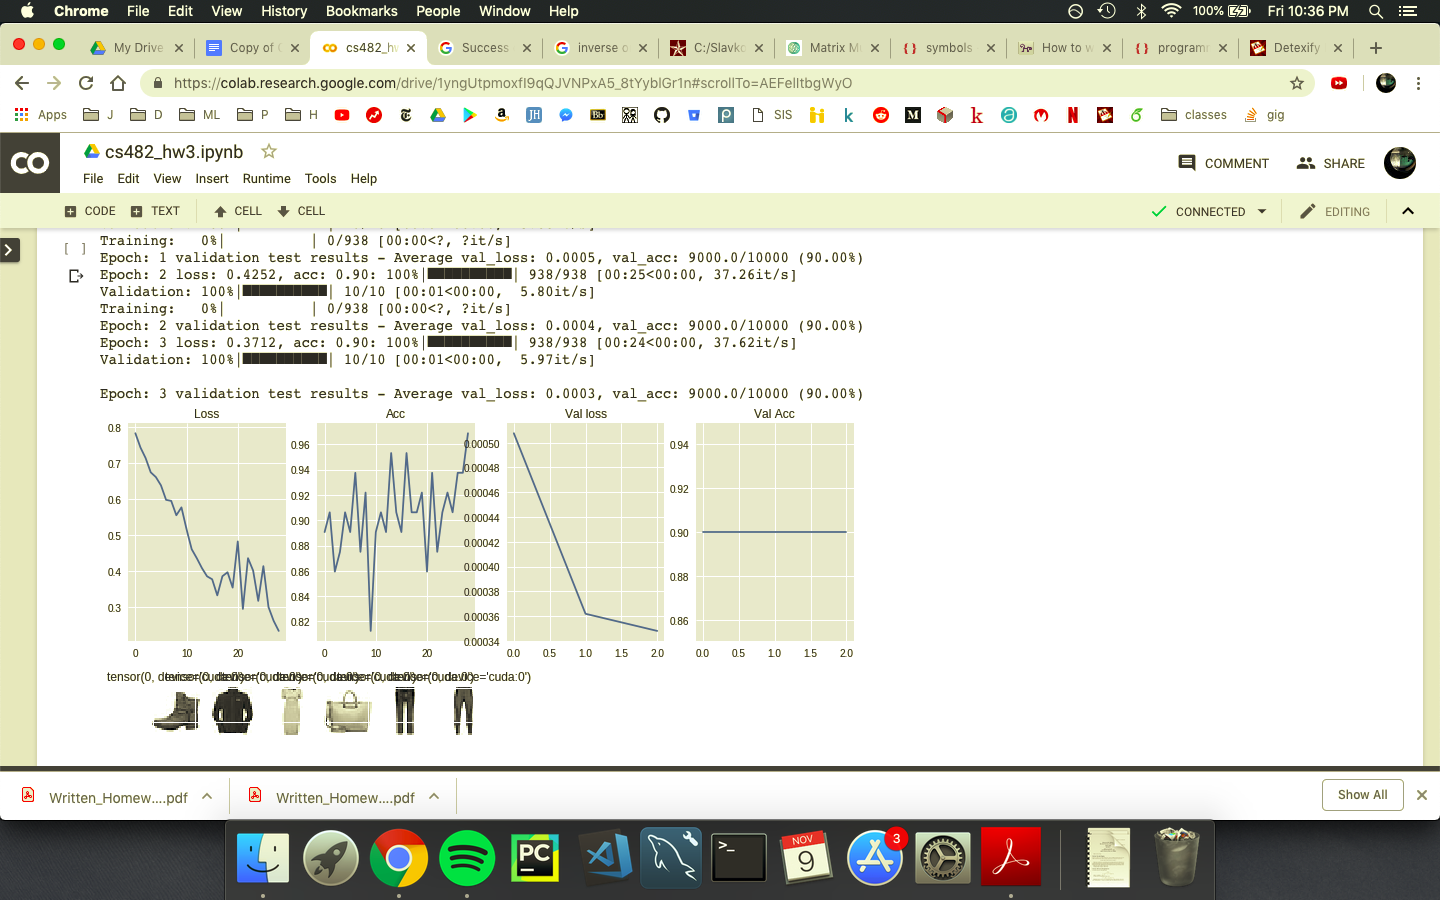 Chrome File Edit View History Bookmarks People Window Help 100% Fri 10:36 PM
My Drive Copy of cs482_hw Success inverse o C:/Slavko Matrix M symbols How to w program Detexify
https://colab.research.google.com/drive/1yngUtpmoxfI9qQJVNPxA5_8tYyblGr1n#scrollTo=AEFelItbgWyO
Apps J D ML P H SIS classes gig
cs482_hw3.ipynb
COMMENT SHARE
File Edit View Insert Runtime Tools Help
CODE TEXT CELL CELL CONNECTED EDITING
Training: 0%| | 0/938 [00:00<?, ?it/s]
Epoch: 1 validation test results - Average val_loss: 0.0005, val_acc: 9000.0/10000 (90.00%)
Epoch: 2 loss: 0.4252, acc: 0.90: 100%|██████████| 938/938 [00:25<00:00, 37.26it/s]
Validation: 100%|██████████| 10/10 [00:01<00:00, 5.80it/s]
Training: 0%| | 0/938 [00:00<?, ?it/s]
Epoch: 2 validation test results - Average val_loss: 0.0004, val_acc: 9000.0/10000 (90.00%)
Epoch: 3 loss: 0.3712, acc: 0.90: 100%|██████████| 938/938 [00:24<00:00, 37.62it/s]
Validation: 100%|██████████| 10/10 [00:01<00:00, 5.97it/s]
Epoch: 3 validation test results - Average val_loss: 0.0003, val_acc: 9000.0/10000 (90.00%)
Loss Acc Val loss Val Acc
0.8 0.7 0.6 0.5 0.4 0.3
0 10 20
0.96 0.94 0.92 0.90 0.88 0.86 0.84 0.82
0 10 20
0.00050 0.00048 0.00046 0.00044 0.00042 0.00040 0.00038 0.00036 0.00034
0.0 0.5 1.0 1.5 2.0
0.94 0.92 0.90 0.88 0.86
0.0 0.5 1.0 1.5 2.0
tensor(0, device='cuda:0')
Written_Homew....pdf Written_Homew....pdf Show All
PC NOV 9 3